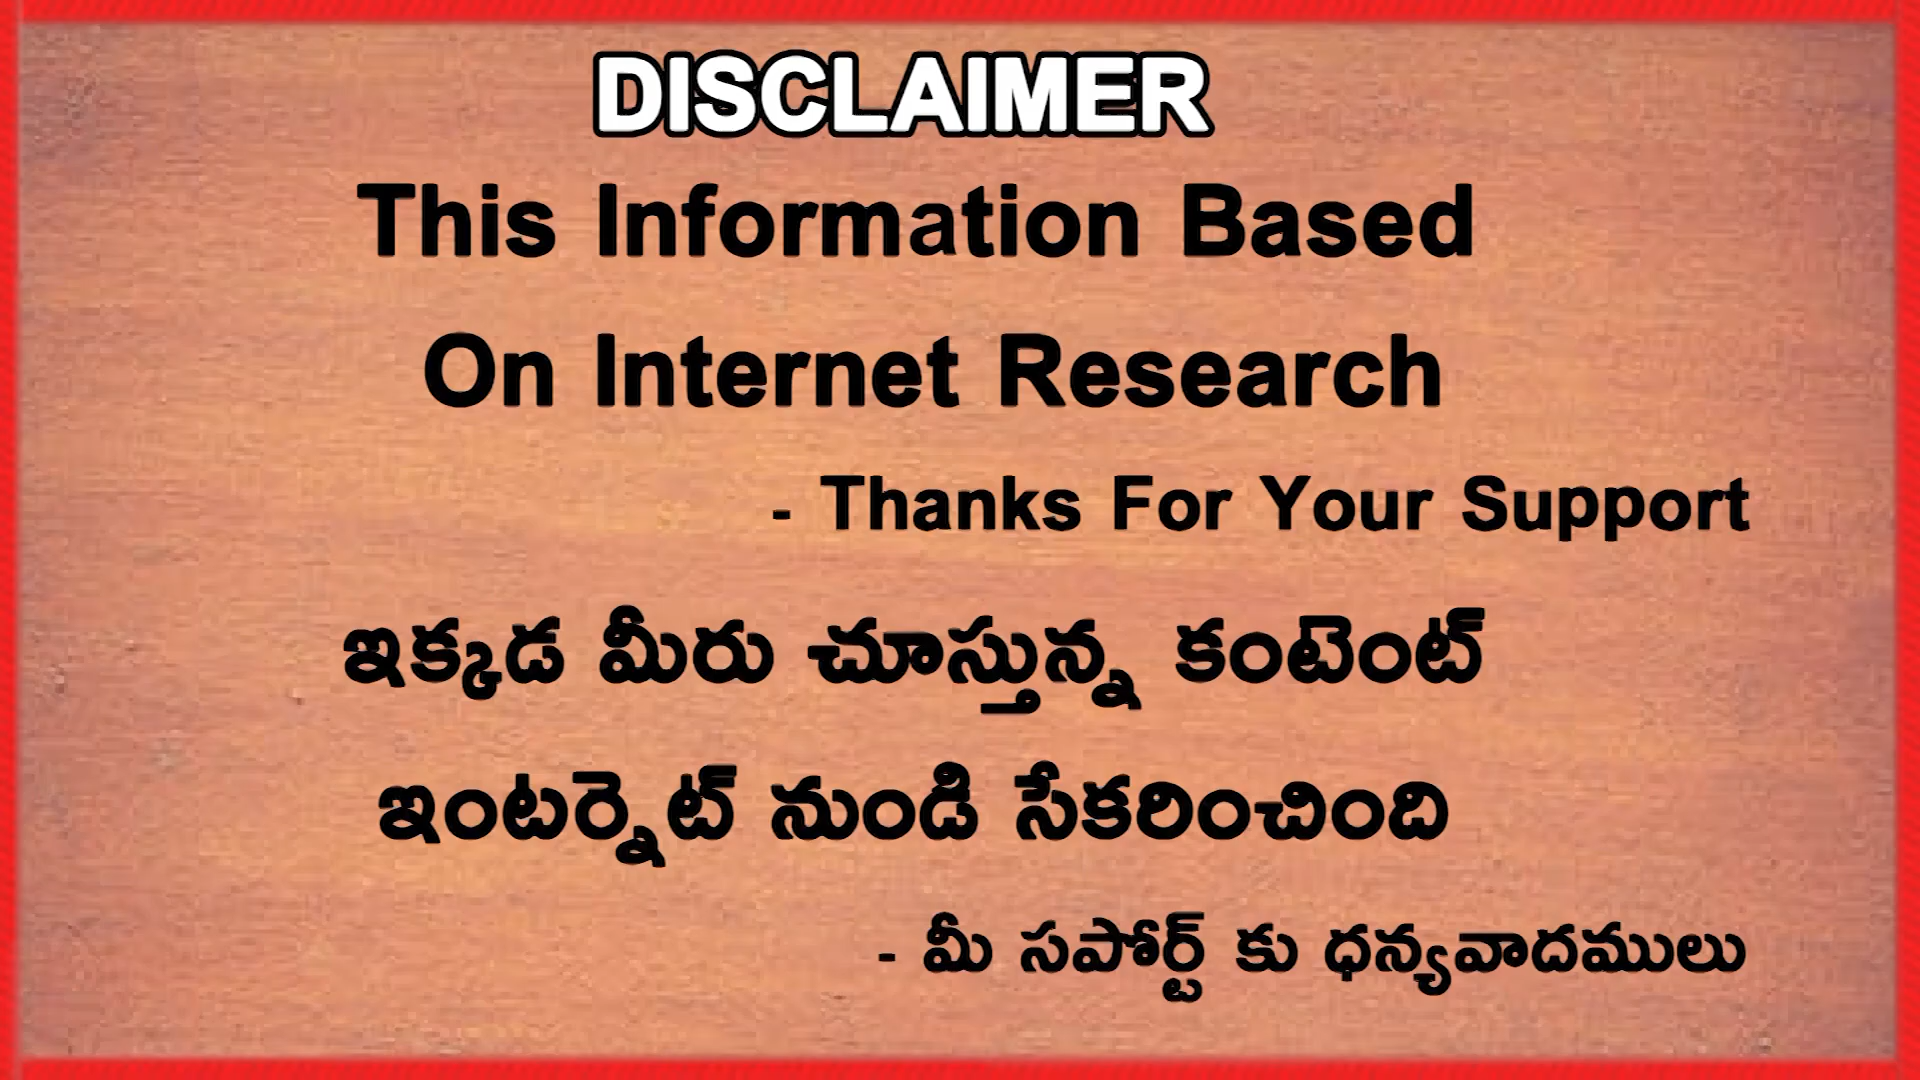 DISCLAIMER
This Information Based
On Internet Research
- Thanks For Your Support
ఇక్కడ మీరు చూస్తున్న కంటెంట్
ఇంటర్నెట్ నుండి సేకరించింది
- మీ సపోర్ట్ కు ధన్యవాదములు